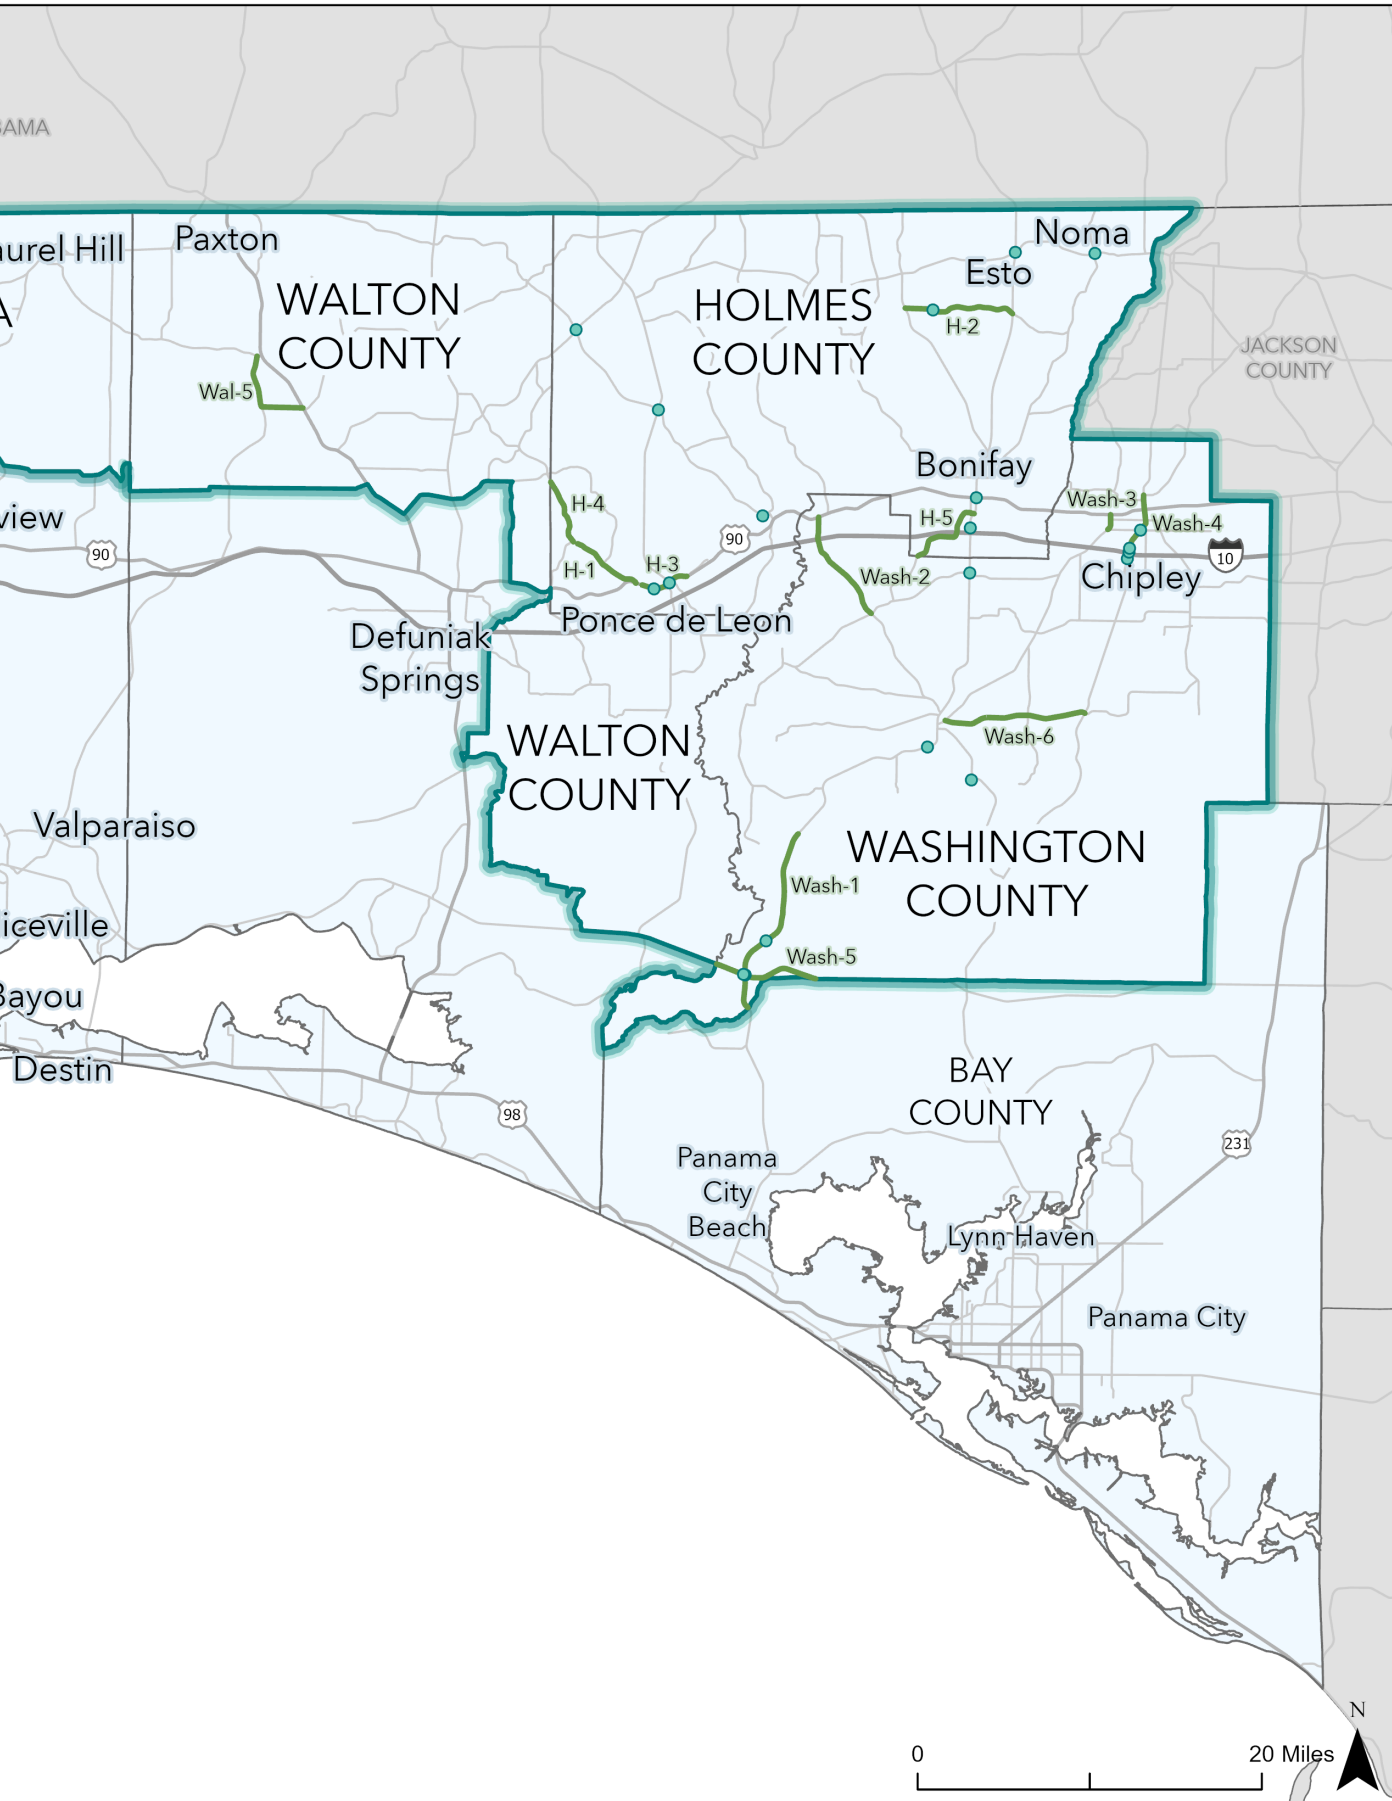 BAMA
Noma
Paxton
aurel Hill
Esto
WALTON
COUNTY
HOLMES
COUNTY
A
H-2
JACKSON
COUNTY
Wal-5
Bonifay
Wash-3
H-4
view
H-5
Wash-4
90
90
10
H-1
H-3
Wash-2
Chipley
Ponce de Leon
Defuniak
Springs
Wash-6
WALTON
COUNTY
Valparaiso
WASHINGTON
COUNTY
Wash-1
iceville
Wash-5
Bayou
Destin
BAY
COUNTY
98
231
Panama
City
Beach
Lynn Haven
Panama City
N
0
20 Miles